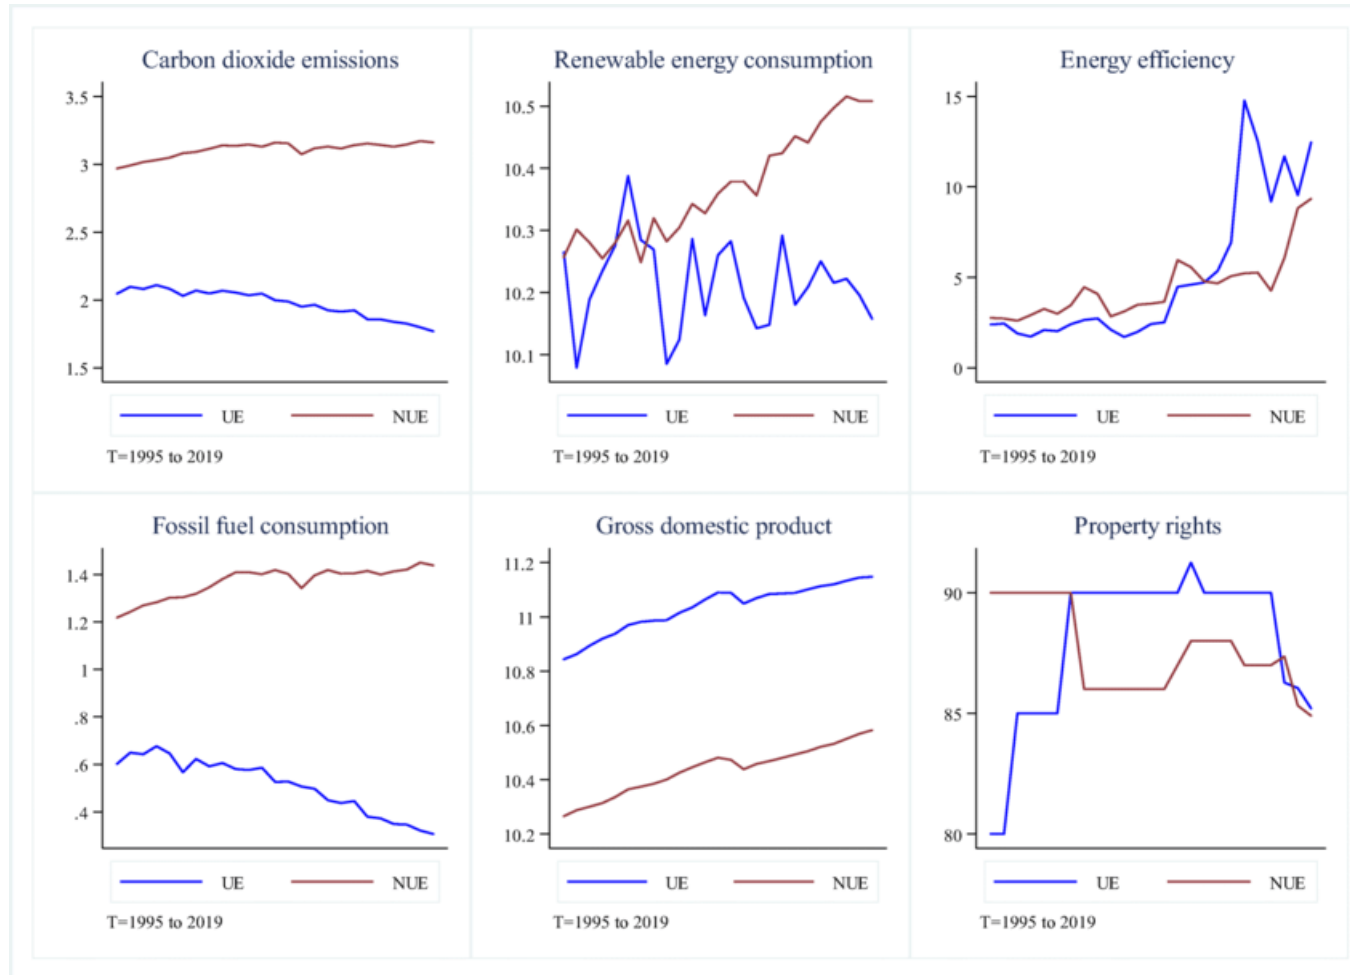 Carbon dioxide emissions
3.5
3
2.5
2
1.5
UE NUE
T=1995 to 2019
Renewable energy consumption
10.5
10.4
10.3
10.2
10.1
UE NUE
T=1995 to 2019
Energy efficiency
15
10
5
0
UE NUE
T=1995 to 2019
Fossil fuel consumption
1.4
1.2
1
.8
.6
.4
UE NUE
T=1995 to 2019
Gross domestic product
11.2
11
10.8
10.6
10.4
10.2
UE NUE
T=1995 to 2019
Property rights
90
85
80
UE NUE
T=1995 to 2019